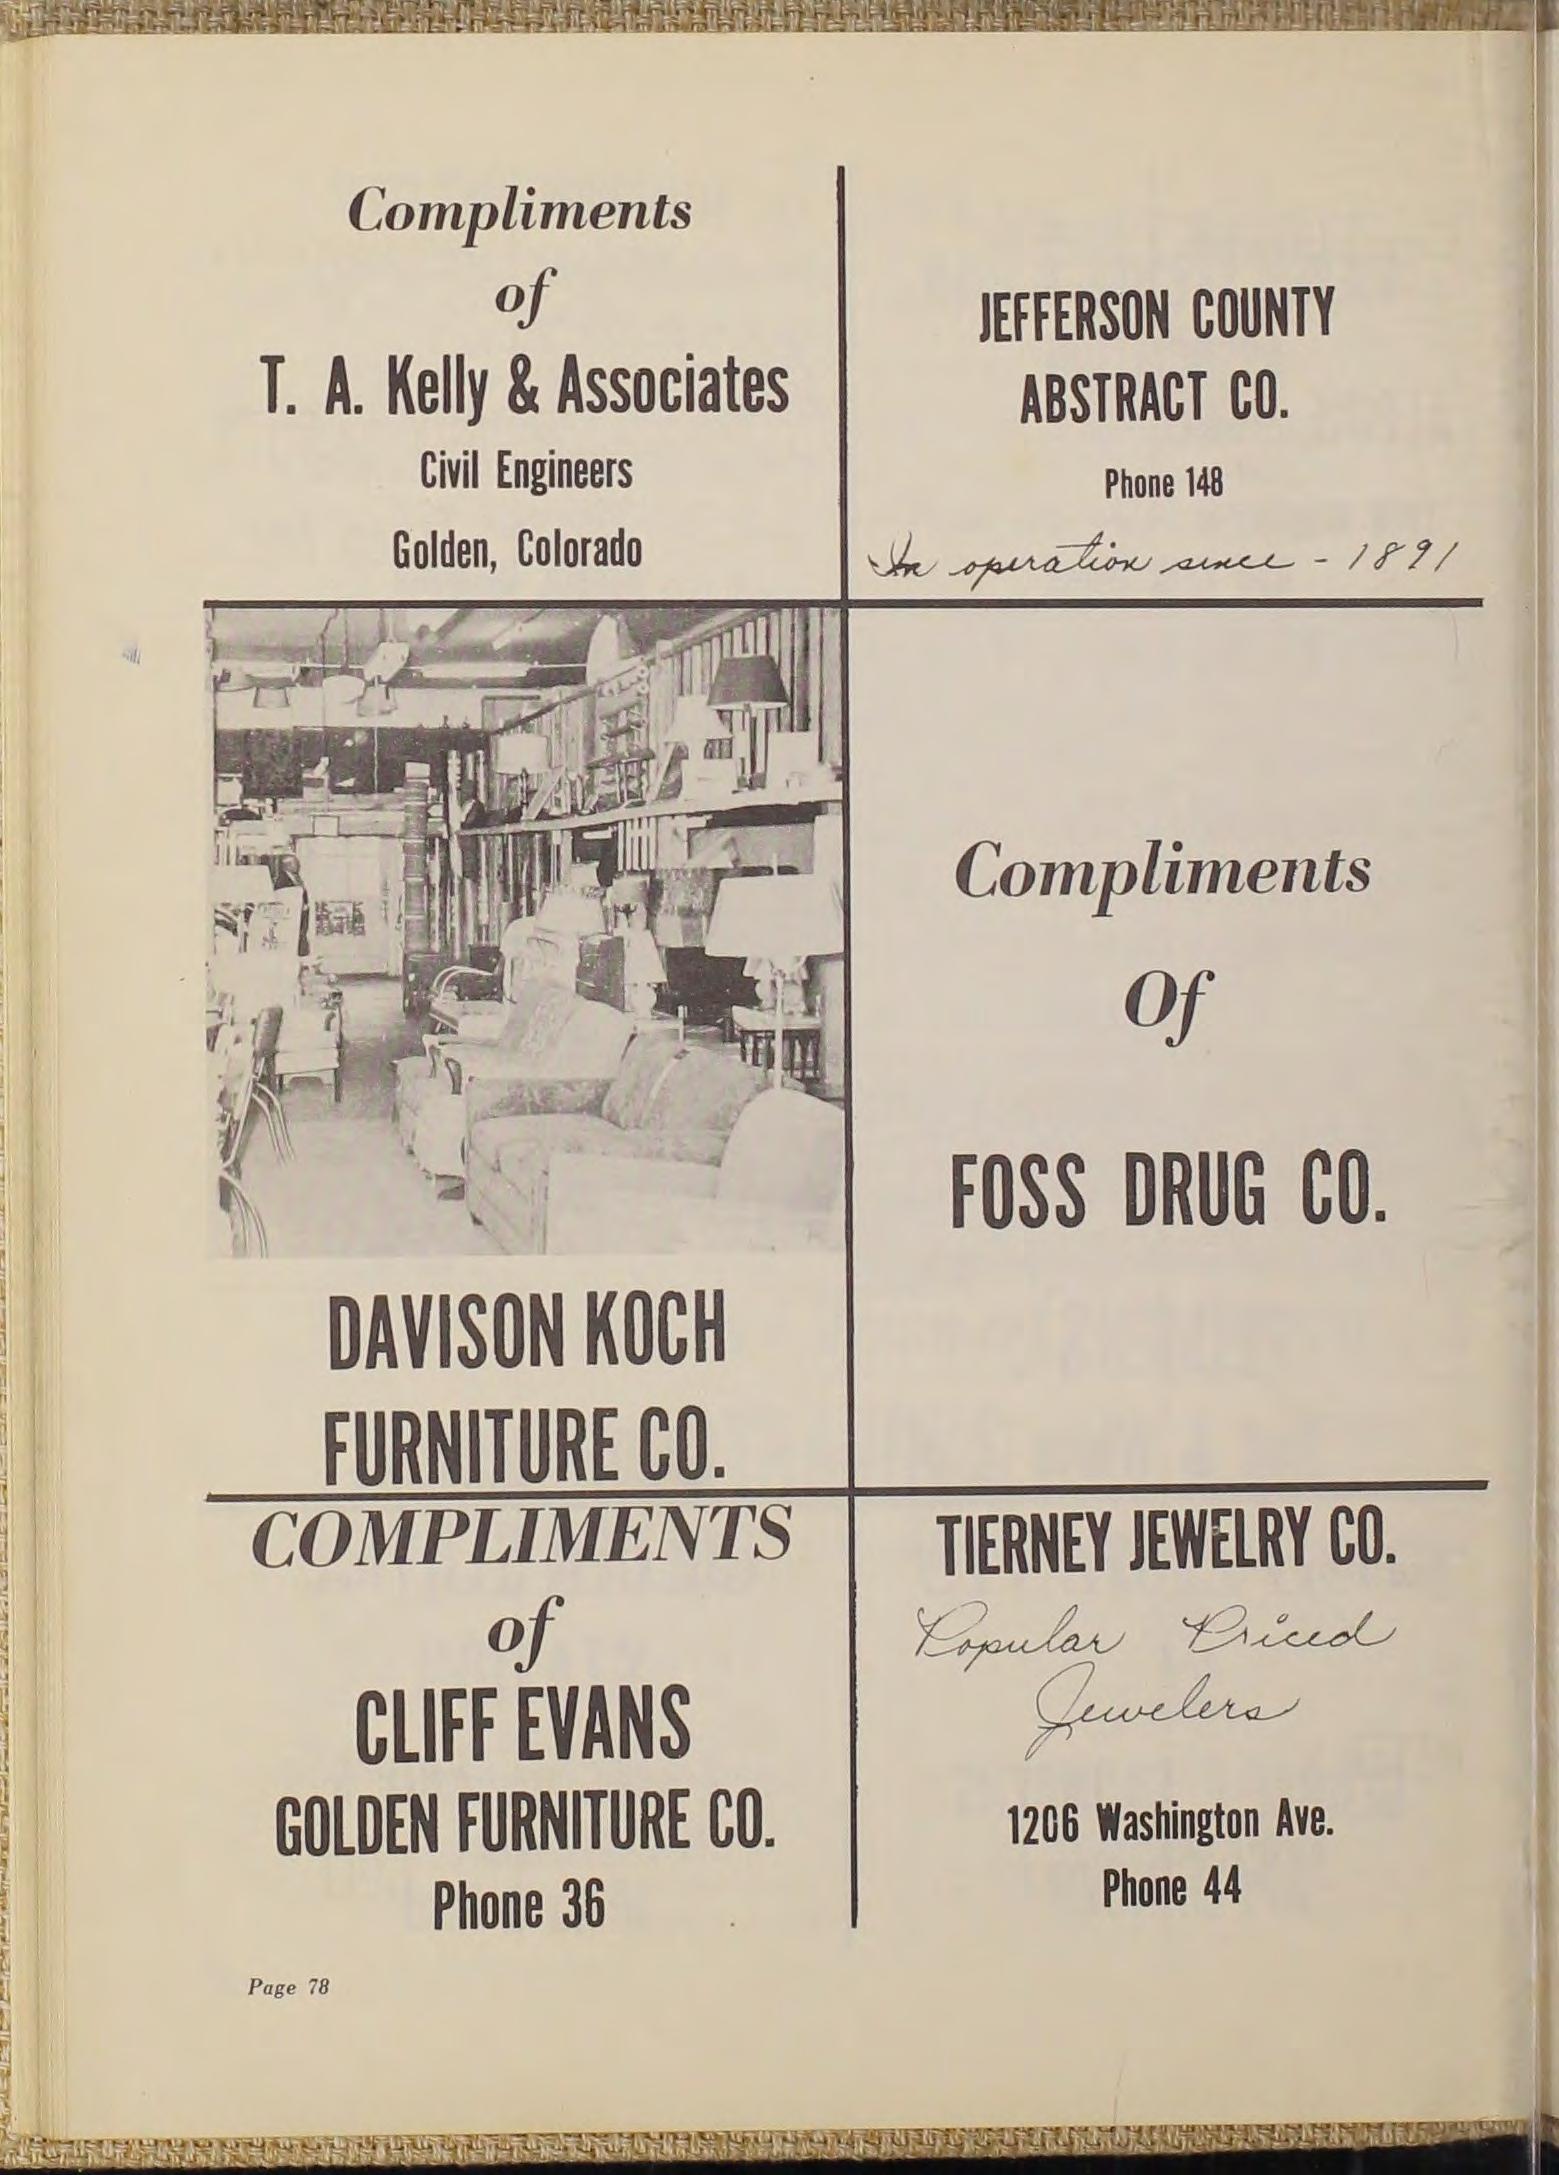 Compliments
of
T. A. Kelly & Associates
Civil Engineers
Golden, Colorado
JEFFERSON COUNTY
ABSTRACT CO.
Phone 148
In operation since - 1891
DAVISON KOCH
FURNITURE CO.
Compliments
Of
FOSS DRUG CO.
COMPLIMENTS
of
CLIFF EVANS
GOLDEN FURNITURE CO.
Phone 36
TIERNEY JEWELRY CO.
Popular Priced
Jewelers
1206 Washington Ave.
Phone 44
Page 78